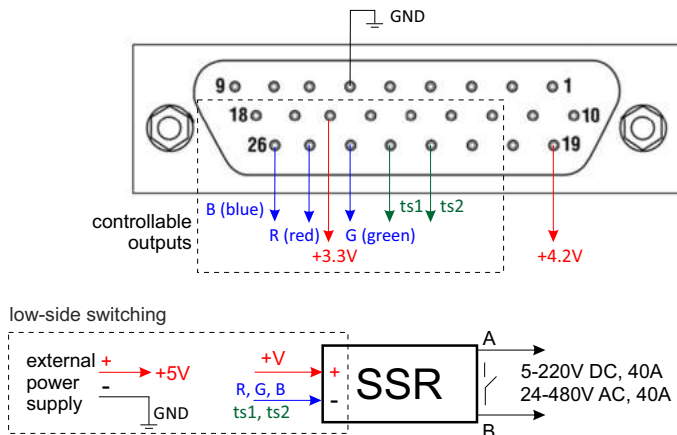 GND
9 1
18 10
26 19
B (blue) ts1 ts2
controllable R (red) G (green)
outputs
+3.3V +4.2V
low-side switching
A
external + +5V +V + SSR 5-220V DC, 40A
power R, G, B - 24-480V AC, 40A
supply - GND ts1, ts2
B